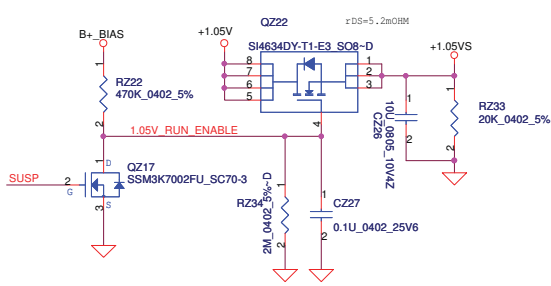 QZ22
rDS=5.2mOHM
B+_BIAS
+1.05V
SI4634DY-T1-E3_SO8~D
+1.05VS
8
7
6
5
1
2
3
4
1
RZ22
470K_0402_5%
2
1
10U_0805_10V4Z
CZ26
2
1
RZ33
20K_0402_5%
2
1.05V_RUN_ENABLE
1
D
QZ17
SSM3K7002FU_SC70-3
SUSP
2
G
3
S
1
RZ34
2M_0402_5%~D
2
1
CZ27
0.1U_0402_25V6
2